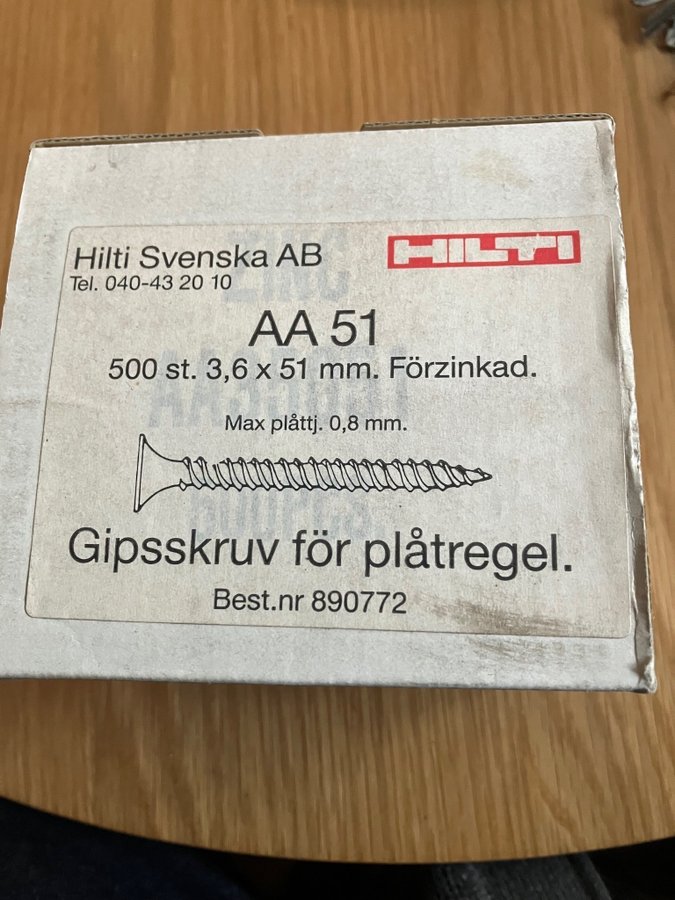 Hilti Svenska AB
Tel. 040-43 20 10
HILTI
AA 51
500 st. 3,6 x 51 mm. Förzinkad.
Max plåttj. 0,8 mm.
Gipsskruv för plåtregel.
Best.nr 890772